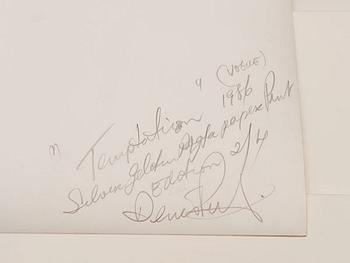 "Temptation" (VOGUE)
1986
Silver Gelatin Agfa paper Print
Edition 2/4